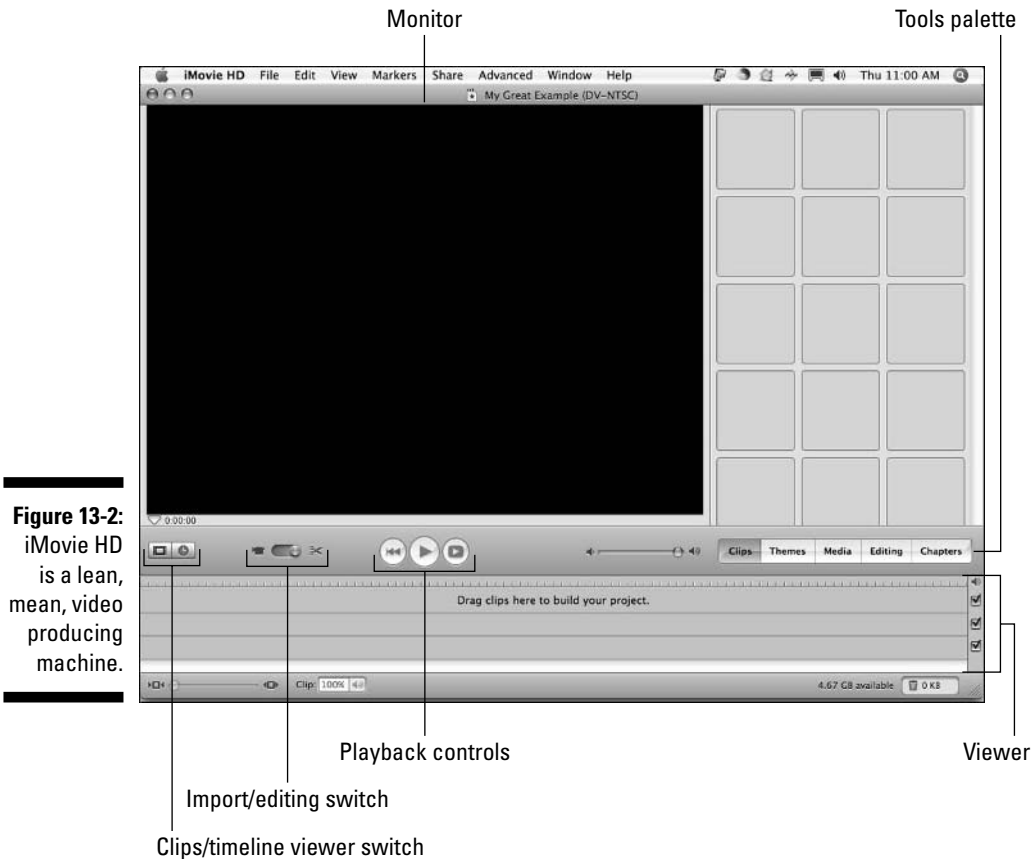 Monitor
Tools palette
iMovie HD File Edit View Markers Share Advanced Window Help Thu 11:00 AM
My Great Example (DV-NTSC)
0:00:00
Clips Themes Media Editing Chapters
Drag clips here to build your project.
Clip: 100%
4.67 GB available 0 KB
Figure 13-2:
iMovie HD
is a lean,
mean, video
producing
machine.
Playback controls
Viewer
Import/editing switch
Clips/timeline viewer switch